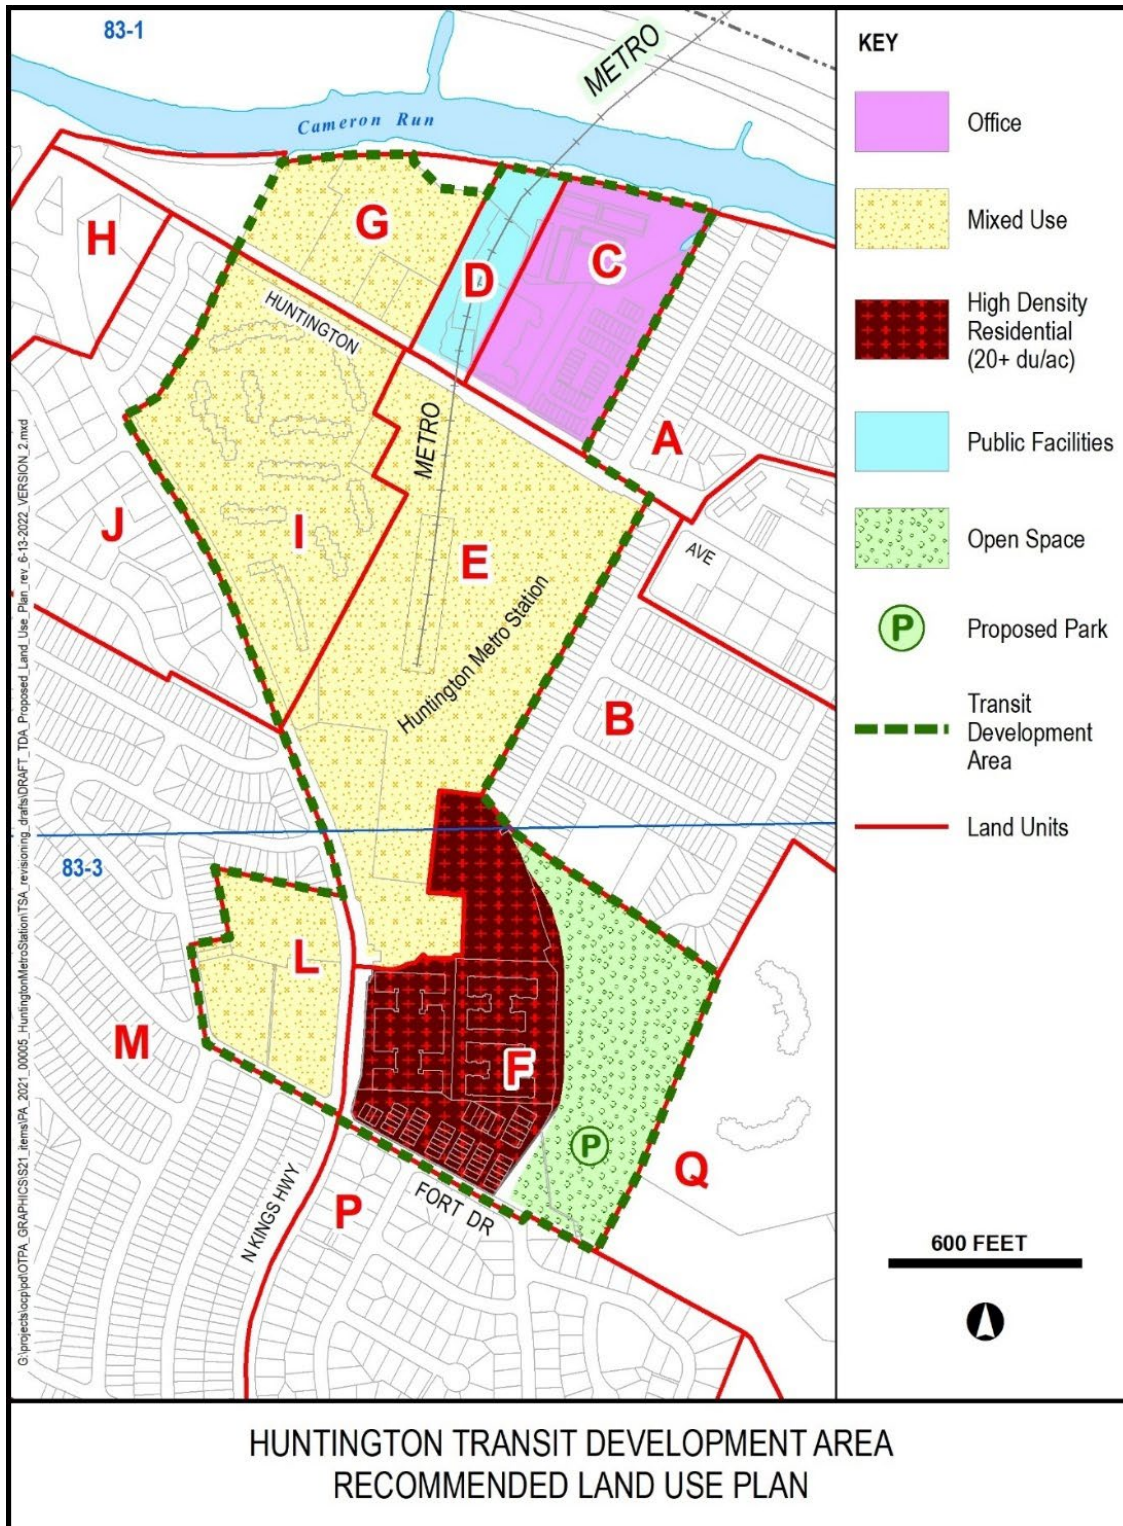 83-1
METRO
Cameron Run
H
G
D
C
HUNTINGTON
METRO
A
J
I
E
AVE
Huntington Metro Station
B
83-3
L
M
F
P
Q
P
FORT DR
N KINGS HWY
G:\projects\ocp\pd\OTPA_GRAPHICS\S21_items\PA_2021_00005_HuntingtonMetroStation\TSA_revisioning_drafts\DRAFT_TDA_Proposed_Land_Use_Plan_rev_6-13-2022_VERSION_2.mxd
KEY
Office
Mixed Use
High Density
Residential
(20+ du/ac)
Public Facilities
Open Space
P
Proposed Park
Transit
Development
Area
Land Units
600 FEET
HUNTINGTON TRANSIT DEVELOPMENT AREA
RECOMMENDED LAND USE PLAN